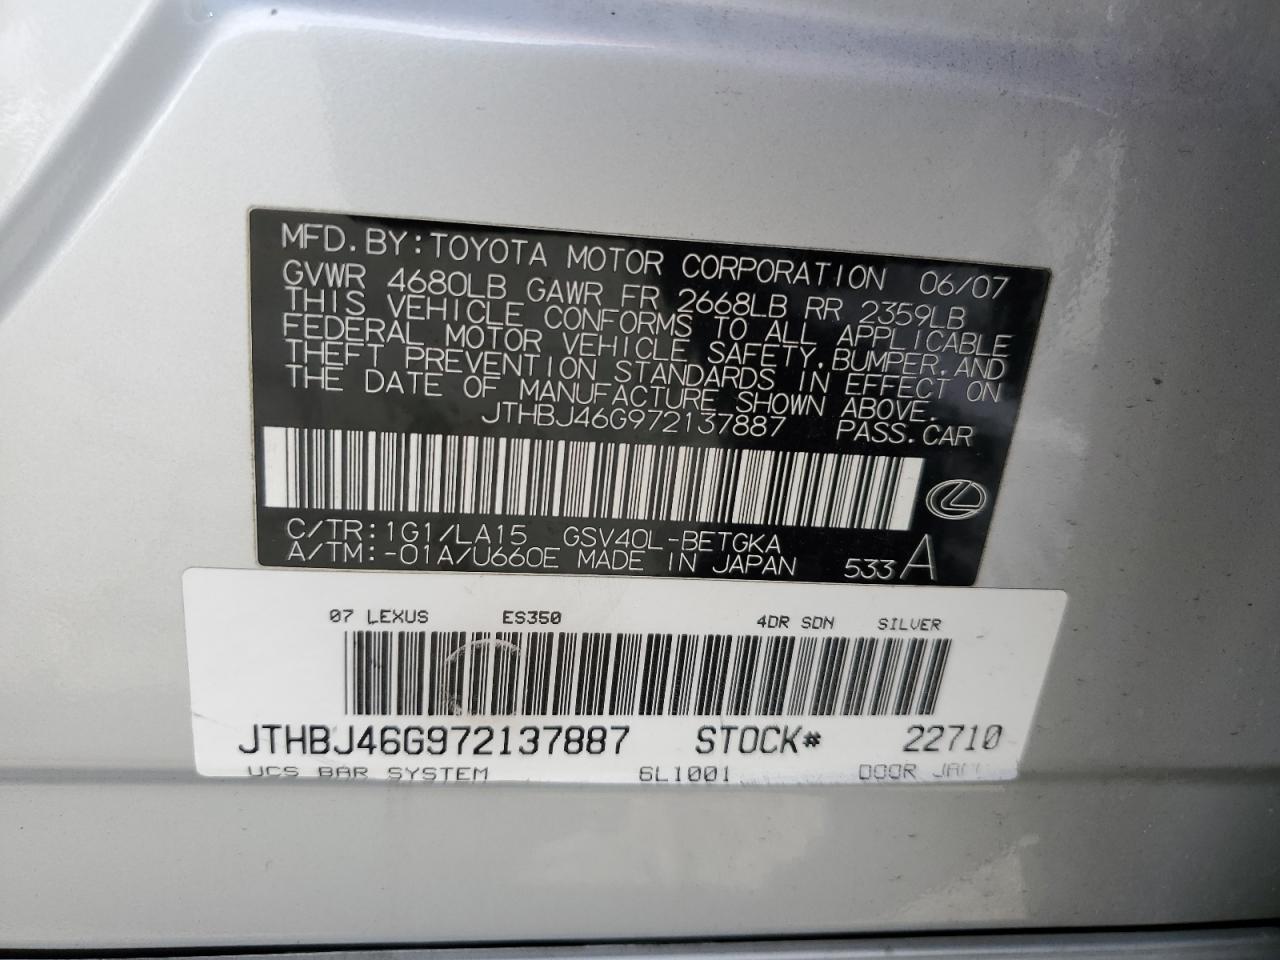 MFD.BY:TOYOTA MOTOR CORPORATION 06/07
GVWR 4680LB GAWR FR 2668LB RR 2359LB
THIS VEHICLE CONFORMS TO ALL APPLICABLE
FEDERAL MOTOR VEHICLE SAFETY,BUMPER,AND
THEFT PREVENTION STANDARDS IN EFFECT ON
THE DATE OF MANUFACTURE SHOWN ABOVE.
JTHBJ46G972137887 PASS.CAR
C/TR:1G1/LA15 GSV40L-BETGKA
A/TM:-01A/U660E MADE IN JAPAN 533A
07 LEXUS ES350 4DR SDN SILVER
JTHBJ46G972137887 STOCK# 22710
UCS BAR SYSTEM 6L1001 DOOR